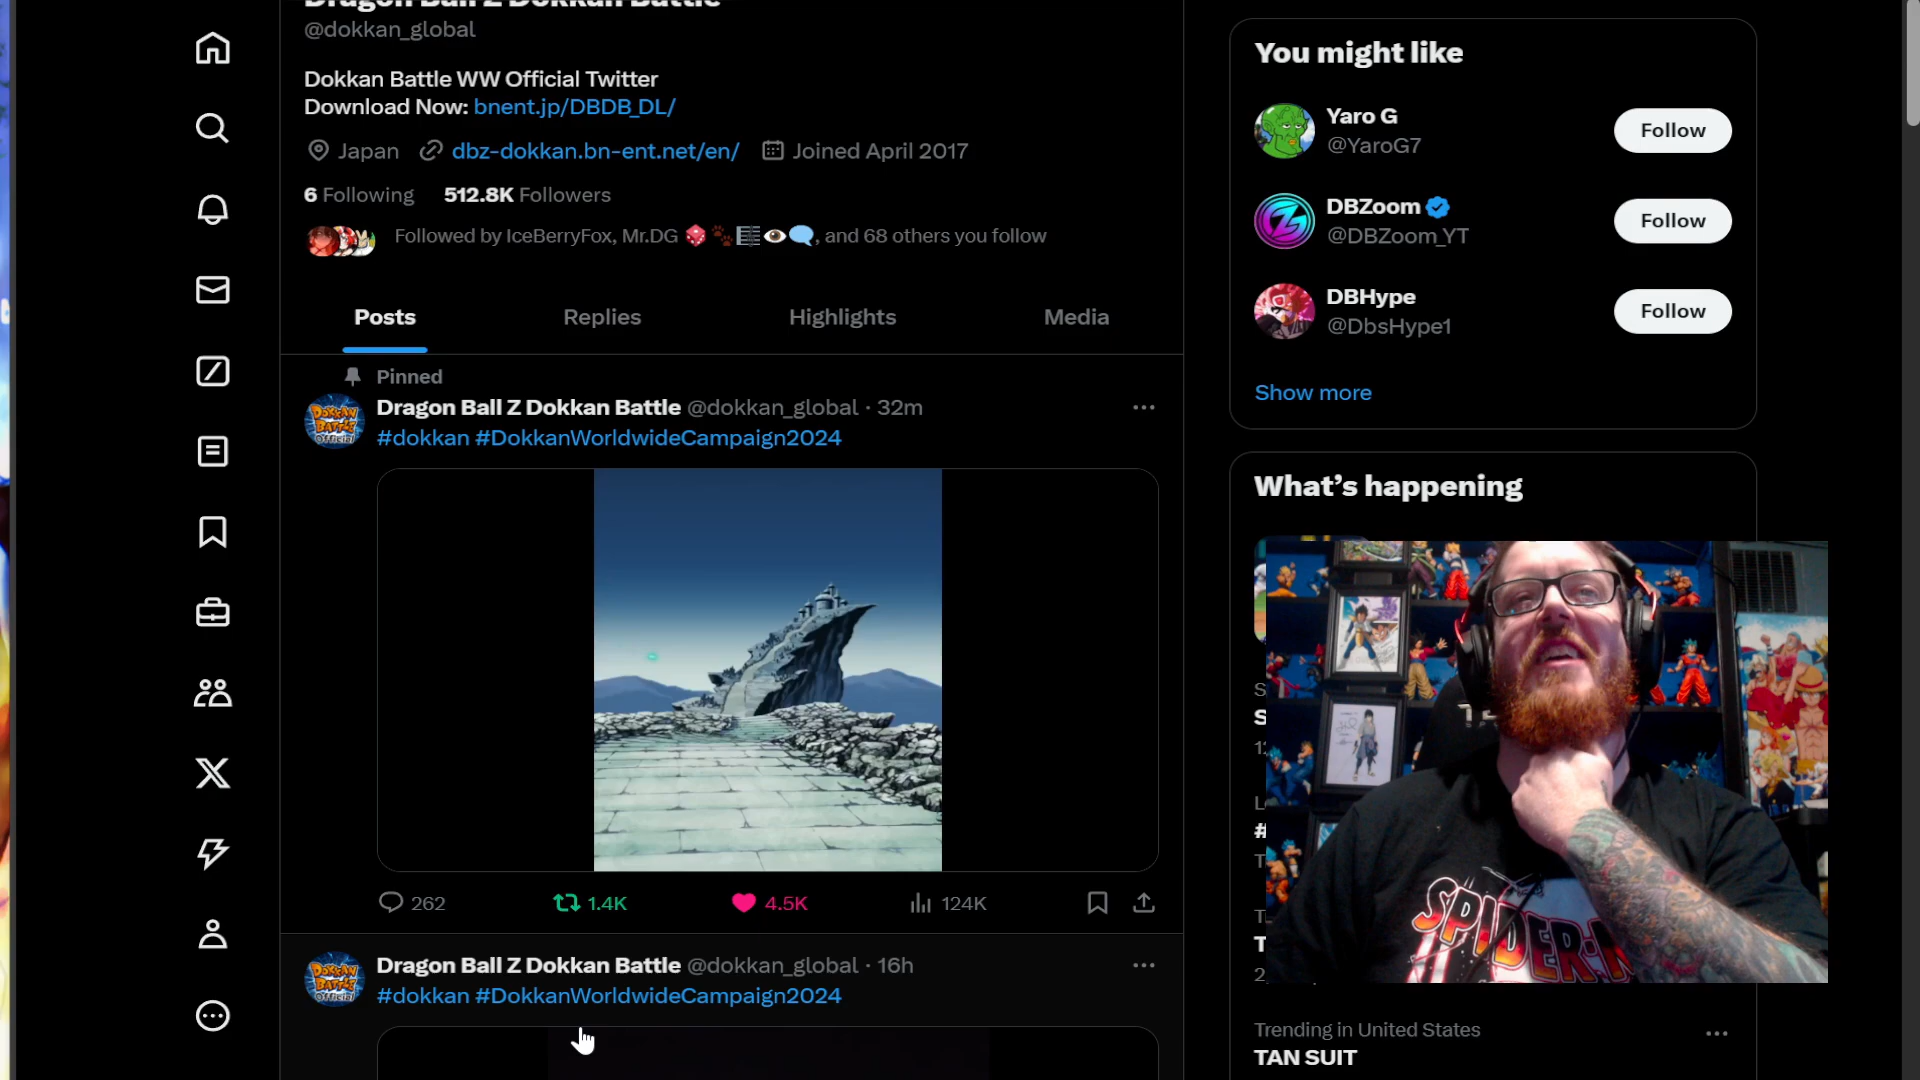 Dragon Ball Z Dokkan Battle
@dokkan_global
Dokkan Battle WW Official Twitter
Download Now: bnent.jp/DBDB_DL/
Japan dbz-dokkan.bn-ent.net/en/ Joined April 2017
6 Following 512.8K Followers
Followed by IceBerryFox, Mr.DG 🎲🐾🎼👁️🗨️, and 68 others you follow
Posts Replies Highlights Media
Pinned
Dragon Ball Z Dokkan Battle @dokkan_global · 32m
#dokkan #DokkanWorldwideCampaign2024
262 1.4K 4.5K 124K
Dragon Ball Z Dokkan Battle @dokkan_global · 16h
#dokkan #DokkanWorldwideCampaign2024
DOKKAN
BATTLE
Official
You might like
Yaro G
@YaroG7
Follow
DBZoom
@DBZoom_YT
Follow
DBHype
@DbsHype1
Follow
Show more
What's happening
Trending in United States
TAN SUIT